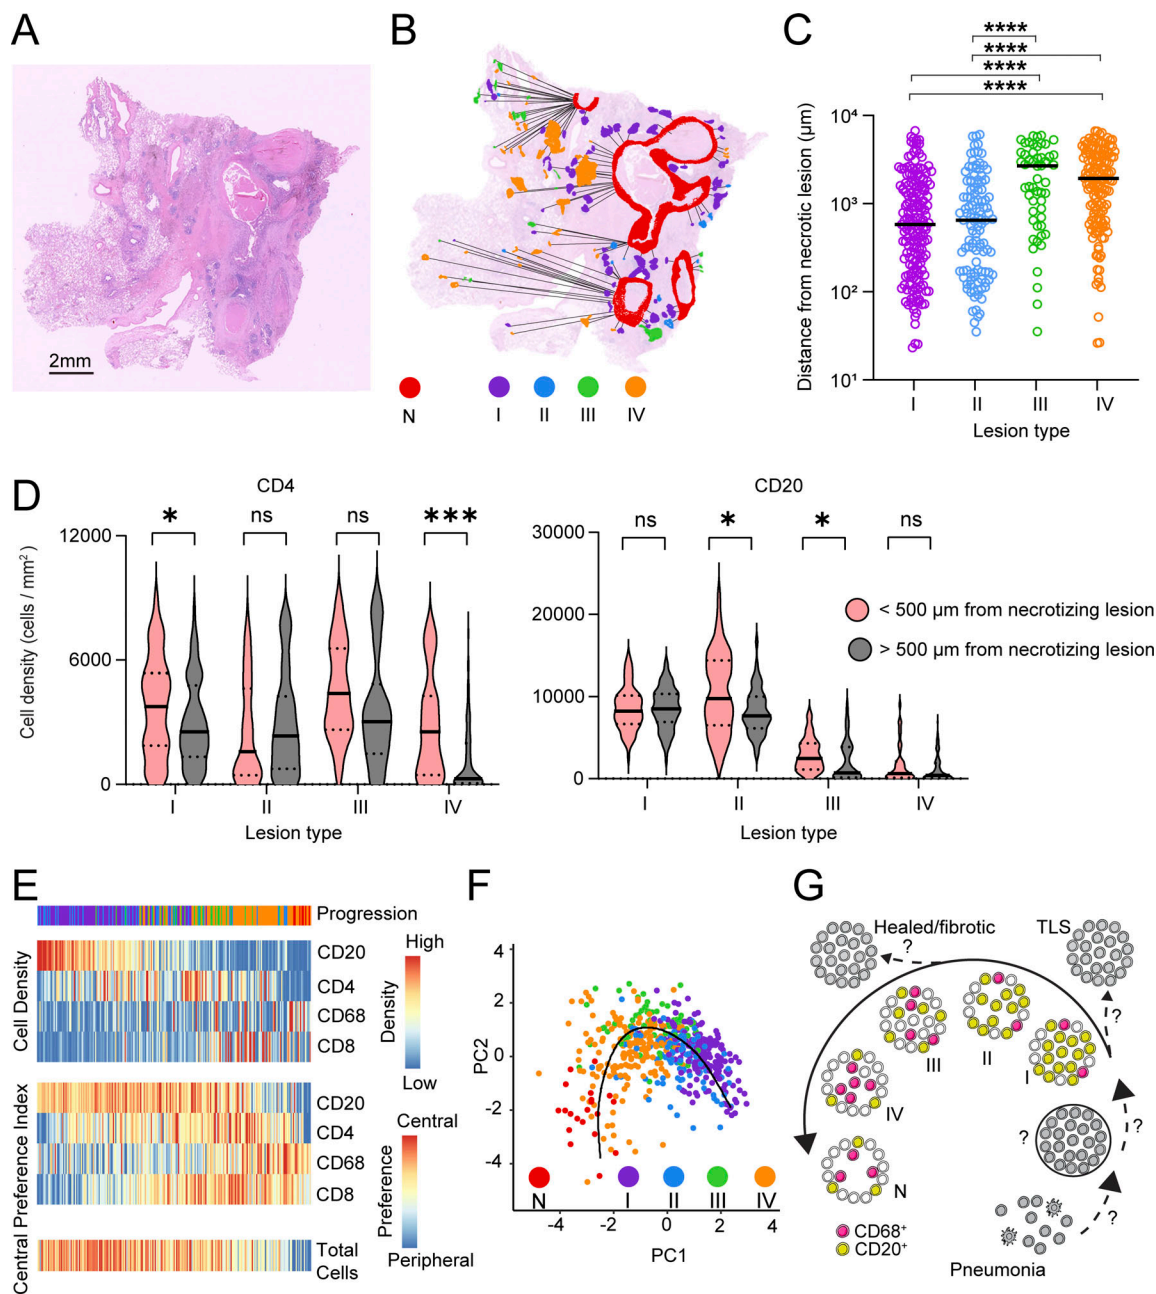 A
2mm
B
N
I
II
III
IV
C
****
****
****
****
Distance from necrotic lesion (µm)
10⁴
10³
10²
10¹
I II III IV
Lesion type
D
CD4
* ns ns ***
Cell density (cells / mm²)
12000
6000
0
I II III IV
Lesion type
CD20
ns * * ns
30000
20000
10000
0
I II III IV
Lesion type
< 500 µm from necrotizing lesion
> 500 µm from necrotizing lesion
E
Progression
Cell Density
CD20
CD4
CD68
CD8
High
Density
Low
Central Preference Index
CD20
CD4
CD68
CD8
Total
Cells
Central
Preference
Peripheral
F
PC2
4
2
0
-2
-4
N I II III IV
-4 -2 0 2 4
PC1
G
Healed/fibrotic
?
TLS
?
I
II
III
IV
N
?
?
?
CD68⁺
CD20⁺
Pneumonia